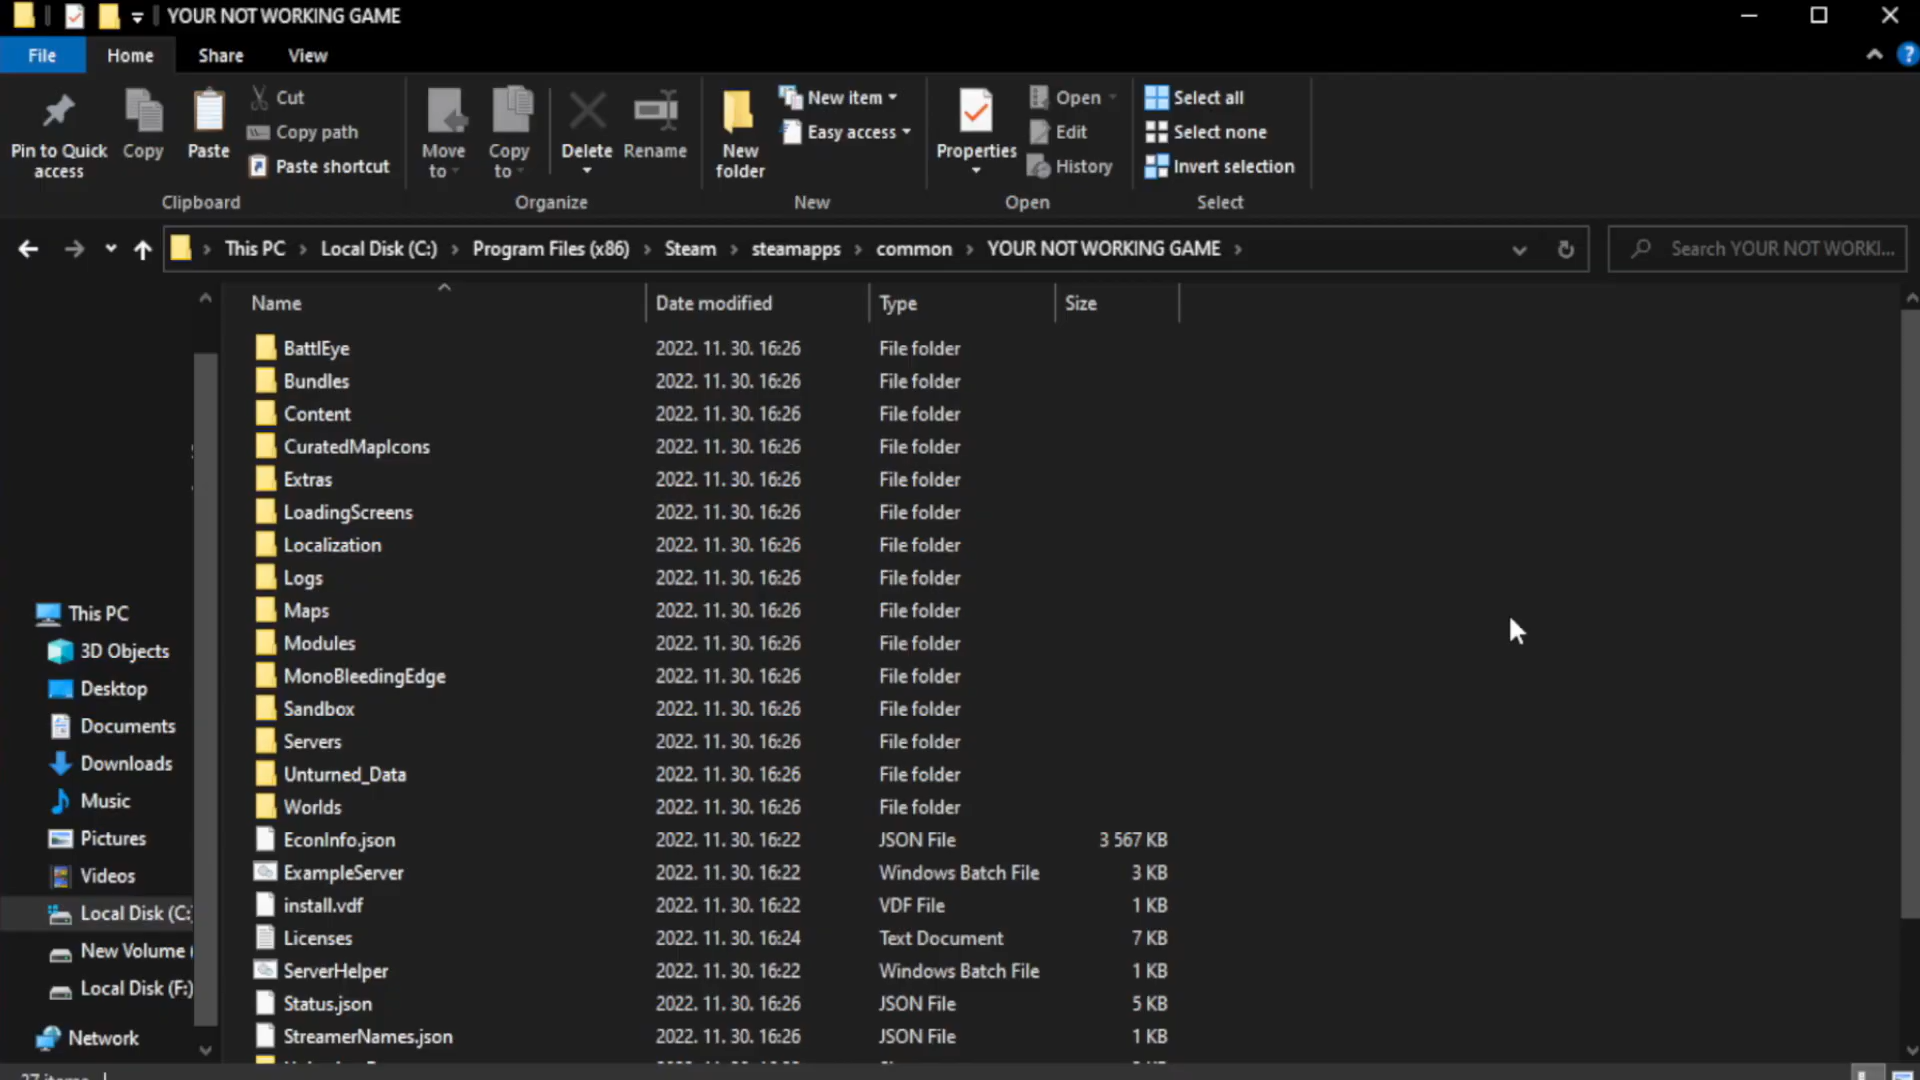 YOUR NOT WORKING GAME
File Home Share View
Pin to Quick access
Copy
Paste
Cut
Copy path
Paste shortcut
Move to
Copy to
Delete
Rename
New folder
New item
Easy access
Properties
Open
Edit
History
Select all
Select none
Invert selection
Clipboard Organize New Open Select
This PC Local Disk (C:) Program Files (x86) Steam steamapps common YOUR NOT WORKING GAME
Search YOUR NOT WORKI...
Name Date modified Type Size
BattlEye 2022. 11. 30. 16:26 File folder
Bundles 2022. 11. 30. 16:26 File folder
Content 2022. 11. 30. 16:26 File folder
CuratedMapIcons 2022. 11. 30. 16:26 File folder
Extras 2022. 11. 30. 16:26 File folder
LoadingScreens 2022. 11. 30. 16:26 File folder
Localization 2022. 11. 30. 16:26 File folder
Logs 2022. 11. 30. 16:26 File folder
Maps 2022. 11. 30. 16:26 File folder
Modules 2022. 11. 30. 16:26 File folder
MonoBleedingEdge 2022. 11. 30. 16:26 File folder
Sandbox 2022. 11. 30. 16:26 File folder
Servers 2022. 11. 30. 16:26 File folder
Unturned_Data 2022. 11. 30. 16:26 File folder
Worlds 2022. 11. 30. 16:26 File folder
EconInfo.json 2022. 11. 30. 16:22 JSON File 3 567 KB
ExampleServer 2022. 11. 30. 16:22 Windows Batch File 3 KB
install.vdf 2022. 11. 30. 16:22 VDF File 1 KB
Licenses 2022. 11. 30. 16:24 Text Document 7 KB
ServerHelper 2022. 11. 30. 16:22 Windows Batch File 1 KB
Status.json 2022. 11. 30. 16:26 JSON File 5 KB
StreamerNames.json 2022. 11. 30. 16:26 JSON File 1 KB
This PC
3D Objects
Desktop
Documents
Downloads
Music
Pictures
Videos
Local Disk (C:
New Volume (
Local Disk (F:)
Network